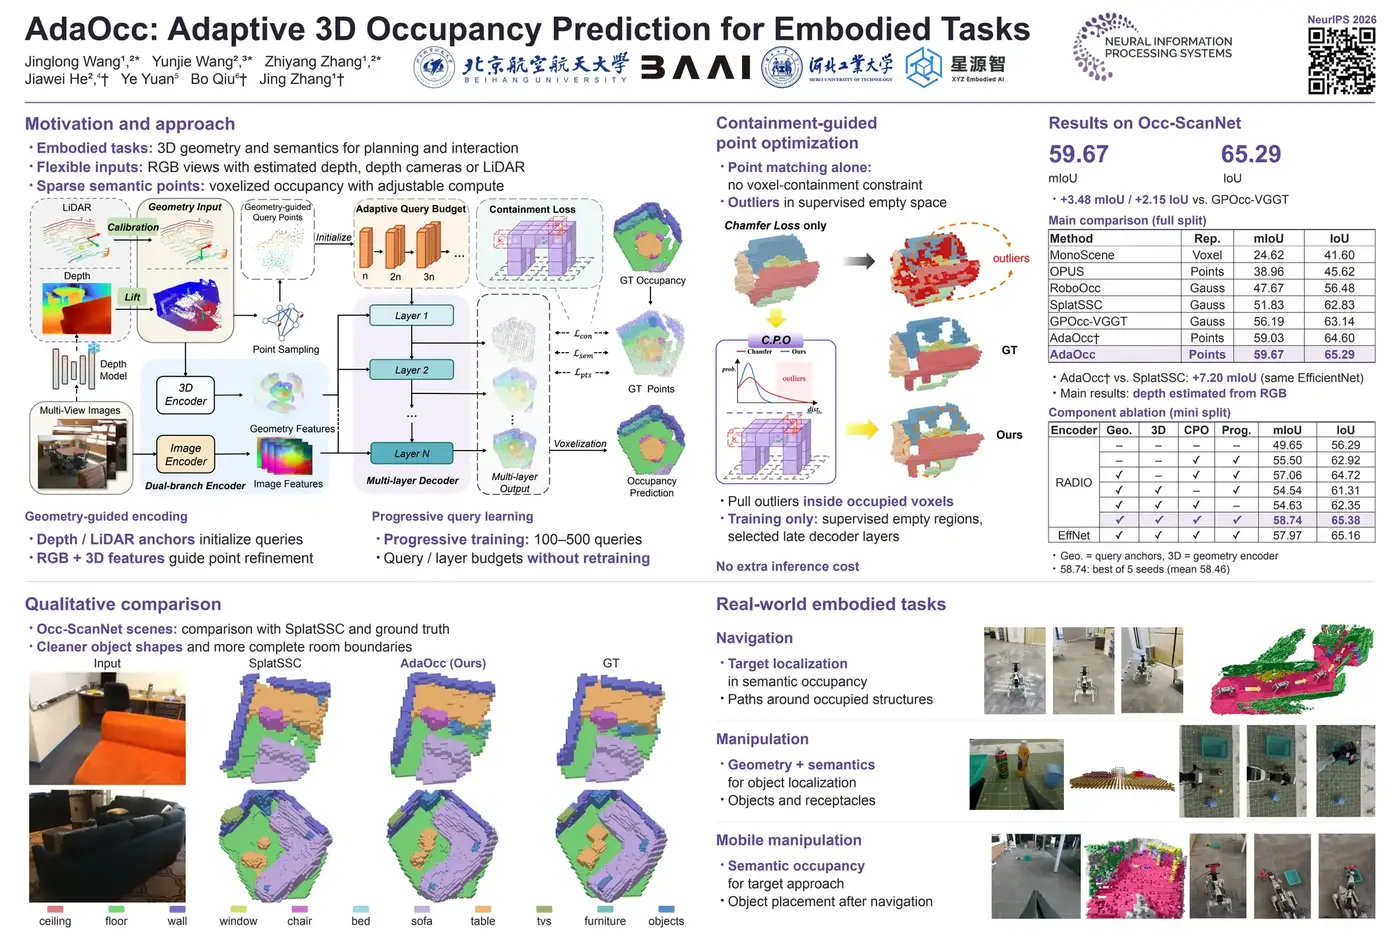 AdaOcc: Adaptive 3D Occupancy Prediction for Embodied Tasks
Jinglong Wang¹,²* Yunjie Wang²,³* Zhiyang Zhang¹,²*
Jiawei He²,⁴† Ye Yuan⁵ Bo Qiu⁶† Jing Zhang¹†
北京航空航天大学
BEIHANG UNIVERSITY
BAAI
河北工业大学
HEBEI UNIVERSITY OF TECHNOLOGY
星源智
XYZ Embodied AI
NEURAL INFORMATION
PROCESSING SYSTEMS
NeurIPS 2026
Motivation and approach
• Embodied tasks: 3D geometry and semantics for planning and interaction
• Flexible inputs: RGB views with estimated depth, depth cameras or LiDAR
• Sparse semantic points: voxelized occupancy with adjustable compute
LiDAR
Calibration
Geometry Input
Geometry-guided
Query Points
Initialize
Adaptive Query Budget
n 2n 3n ...
Containment Loss
GT Occupancy
Depth
Lift
Point Sampling
Depth
Model
Multi-View Images
3D
Encoder
Geometry Features
Image
Encoder
Image Features
Dual-branch Encoder
Layer 1
Layer 2
...
Layer N
Multi-layer Decoder
Multi-layer
Output
L con
L sem
L pts
GT Points
Voxelization
Occupancy
Prediction
Geometry-guided encoding
• Depth / LiDAR anchors initialize queries
• RGB + 3D features guide point refinement
Progressive query learning
• Progressive training: 100–500 queries
• Query / layer budgets without retraining
Containment-guided
point optimization
• Point matching alone:
no voxel-containment constraint
• Outliers in supervised empty space
Chamfer Loss only
outliers
C.P.O
Chamfer Ours
prob.
outliers
dist.
GT
Ours
• Pull outliers inside occupied voxels
• Training only: supervised empty regions,
selected late decoder layers
No extra inference cost
Results on Occ-ScanNet
59.67 65.29
mIoU IoU
• +3.48 mIoU / +2.15 IoU vs. GPOcc-VGGT
Main comparison (full split)
Method Rep. mIoU IoU
MonoScene Voxel 24.62 41.60
OPUS Points 38.96 45.62
RoboOcc Gauss 47.67 56.48
SplatSSC Gauss 51.83 62.83
GPOcc-VGGT Gauss 56.19 63.14
AdaOcc† Points 59.03 64.60
AdaOcc Points 59.67 65.29
• AdaOcc† vs. SplatSSC: +7.20 mIoU (same EfficientNet)
• Main results: depth estimated from RGB
Component ablation (mini split)
Encoder Geo. 3D CPO Prog. mIoU IoU
– – – – 49.65 56.29
– – ✓ ✓ 55.50 62.92
✓ – ✓ ✓ 57.06 64.72
RADIO ✓ ✓ – ✓ 54.54 61.31
✓ ✓ ✓ – 54.63 62.35
✓ ✓ ✓ ✓ 58.74 65.38
EffNet ✓ ✓ ✓ ✓ 57.97 65.16
• Geo. = query anchors, 3D = geometry encoder
• 58.74: best of 5 seeds (mean 58.46)
Qualitative comparison
• Occ-ScanNet scenes: comparison with SplatSSC and ground truth
• Cleaner object shapes and more complete room boundaries
Input SplatSSC AdaOcc (Ours) GT
ceiling floor wall window chair bed sofa table tvs furniture objects
Real-world embodied tasks
Navigation
• Target localization
in semantic occupancy
• Paths around occupied structures
Manipulation
• Geometry + semantics
for object localization
• Objects and receptacles
Mobile manipulation
• Semantic occupancy
for target approach
• Object placement after navigation